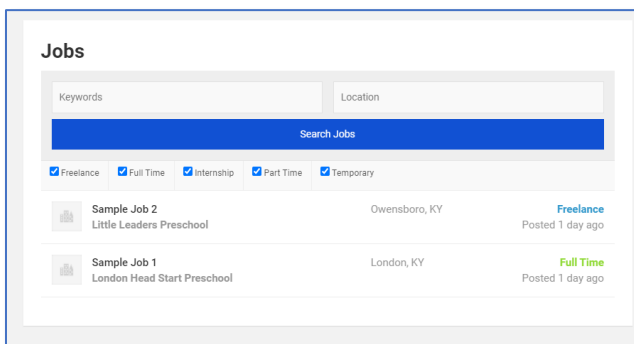 Jobs
Keywords Location
Search Jobs
Freelance Full Time Internship Part Time Temporary
Sample Job 2 Owensboro, KY Freelance
Little Leaders Preschool Posted 1 day ago
Sample Job 1 London, KY Full Time
London Head Start Preschool Posted 1 day ago